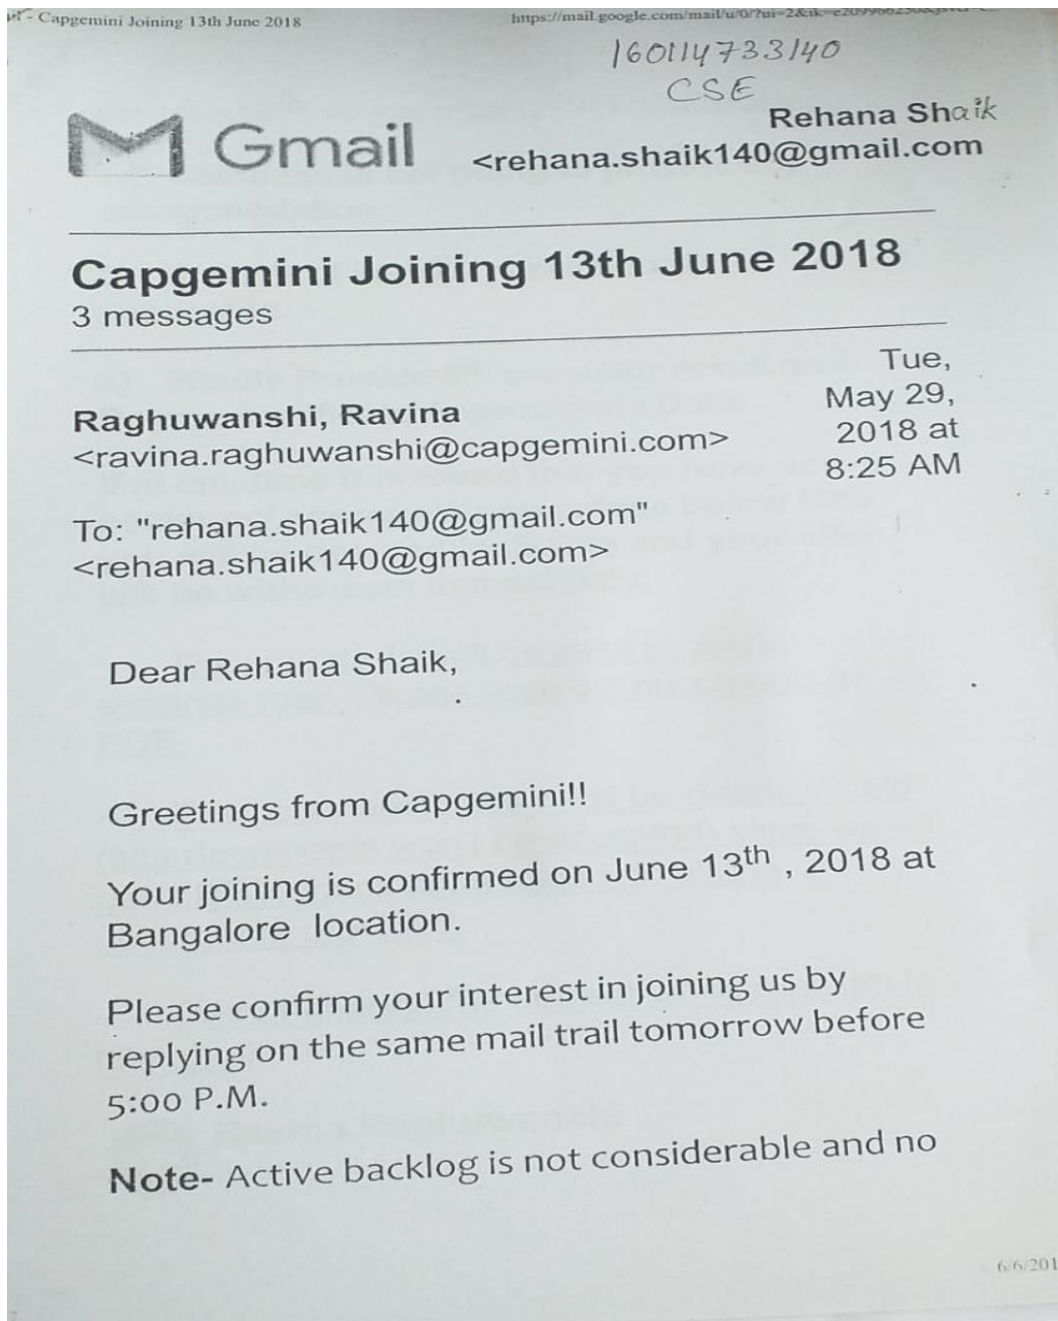 - Capgemini Joining 13th June 2018
https://mail.google.com/mail/u/0/?ui=2&ik=
160114733140
CSE
Gmail
Rehana Shaik
<rehana.shaik140@gmail.com
Capgemini Joining 13th June 2018
3 messages
Raghuwanshi, Ravina
<ravina.raghuwanshi@capgemini.com>
Tue,
May 29,
2018 at
8:25 AM
To: "rehana.shaik140@gmail.com"
<rehana.shaik140@gmail.com>
Dear Rehana Shaik,
Greetings from Capgemini!!
Your joining is confirmed on June 13th , 2018 at
Bangalore location.
Please confirm your interest in joining us by
replying on the same mail trail tomorrow before
5:00 P.M.
Note- Active backlog is not considerable and no
6/6/201